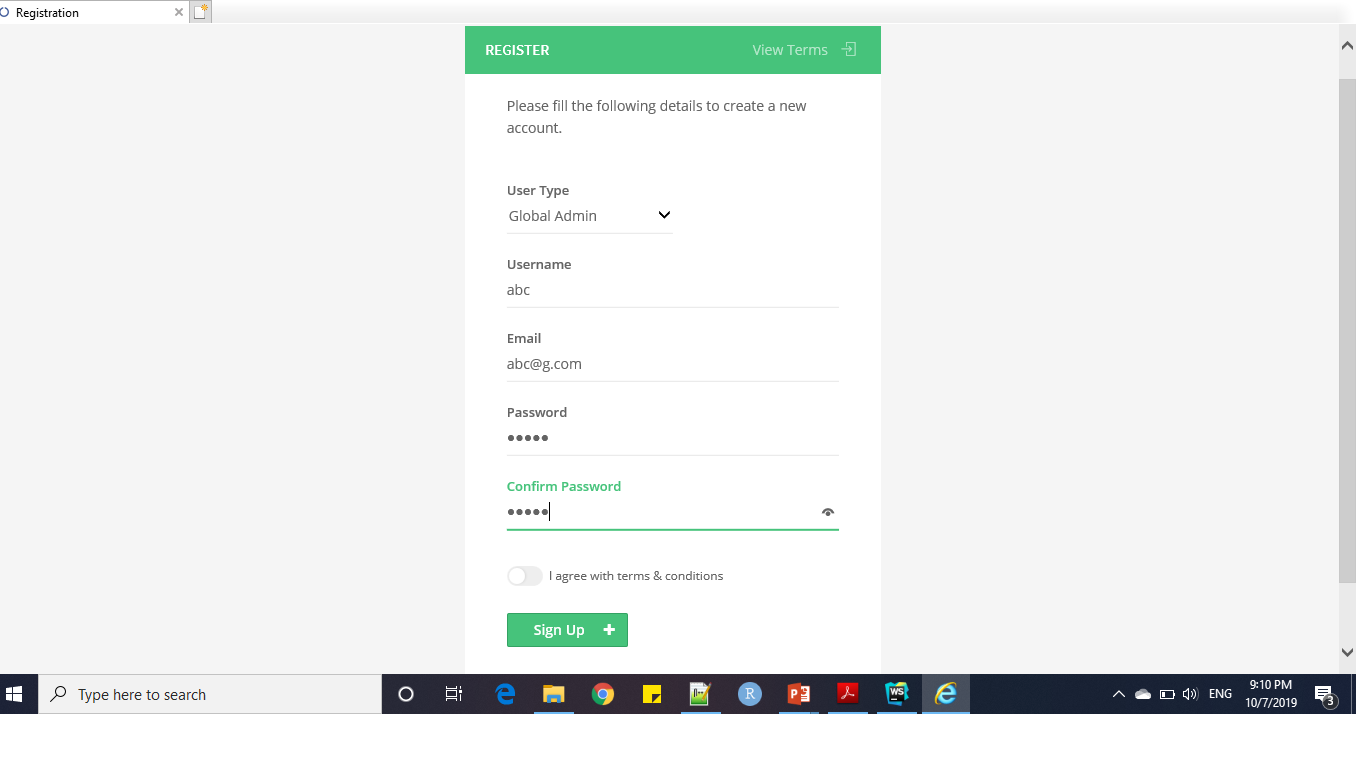 Registration
REGISTER View Terms
Please fill the following details to create a new
account.
User Type
Global Admin
Username
abc
Email
abc@g.com
Password
•••••
Confirm Password
•••••
I agree with terms & conditions
Sign Up
Type here to search
R
P
WS
ENG
9:10 PM
10/7/2019
3